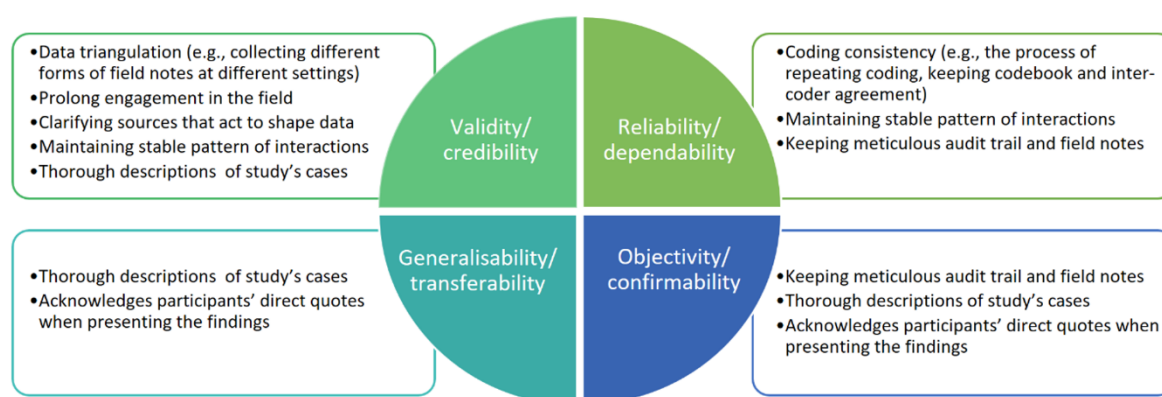 •Data triangulation (e.g., collecting different
forms of field notes at different settings)
•Prolong engagement in the field
•Clarifying sources that act to shape data
•Maintaining stable pattern of interactions
•Thorough descriptions of study's cases
Validity/
credibility
Reliability/
dependability
•Coding consistency (e.g., the process of
repeating coding, keeping codebook and inter-
coder agreement)
•Maintaining stable pattern of interactions
•Keeping meticulous audit trail and field notes
•Thorough descriptions of study's cases
•Acknowledges participants' direct quotes
when presenting the findings
Generalisability/
transferability
Objectivity/
confirmability
•Keeping meticulous audit trail and field notes
•Thorough descriptions of study's cases
•Acknowledges participants' direct quotes when
presenting the findings